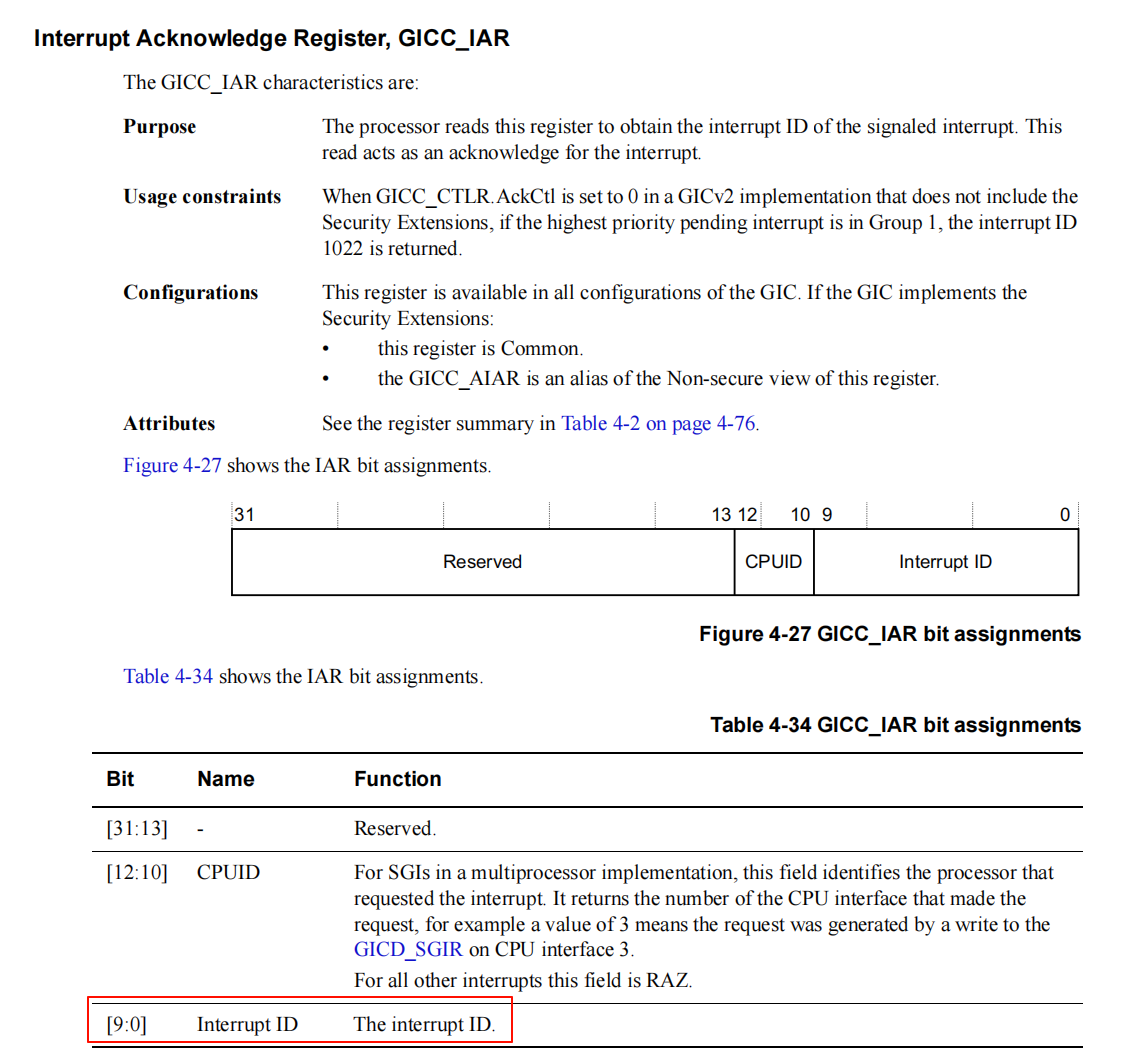 Interrupt Acknowledge Register, GICC_IAR
The GICC_IAR characteristics are:
Purpose The processor reads this register to obtain the interrupt ID of the signaled interrupt. This
read acts as an acknowledge for the interrupt.
Usage constraints When GICC_CTLR.AckCtl is set to 0 in a GICv2 implementation that does not include the
Security Extensions, if the highest priority pending interrupt is in Group 1, the interrupt ID
1022 is returned.
Configurations This register is available in all configurations of the GIC. If the GIC implements the
Security Extensions:
• this register is Common.
• the GICC_AIAR is an alias of the Non-secure view of this register.
Attributes See the register summary in Table 4-2 on page 4-76.
Figure 4-27 shows the IAR bit assignments.
31 13 12 10 9 0
Reserved CPUID Interrupt ID
Figure 4-27 GICC_IAR bit assignments
Table 4-34 shows the IAR bit assignments.
Table 4-34 GICC_IAR bit assignments
Bit Name Function
[31:13] - Reserved.
[12:10] CPUID For SGIs in a multiprocessor implementation, this field identifies the processor that
requested the interrupt. It returns the number of the CPU interface that made the
request, for example a value of 3 means the request was generated by a write to the
GICD_SGIR on CPU interface 3.
For all other interrupts this field is RAZ.
[9:0] Interrupt ID The interrupt ID.